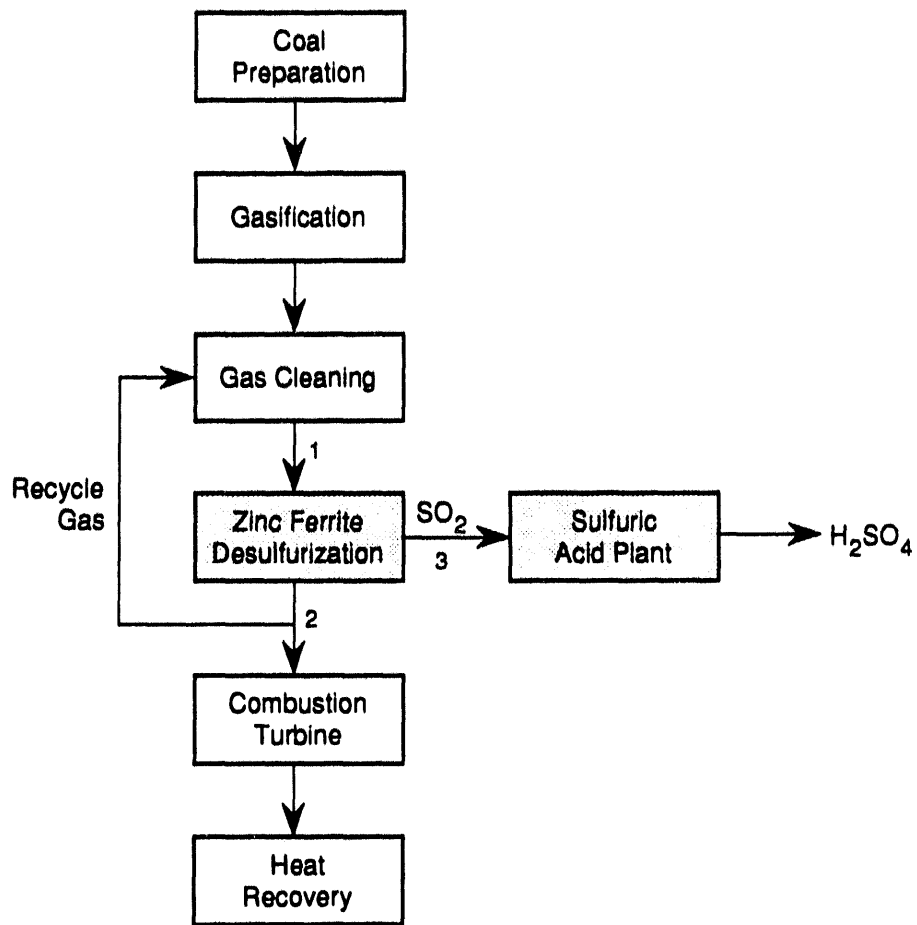 Coal
Preparation
Gasification
Gas Cleaning
1
Recycle
Gas
Zinc Ferrite
Desulfurization
SO₂
3
Sulfuric
Acid Plant
H₂SO₄
2
Combustion
Turbine
Heat
Recovery